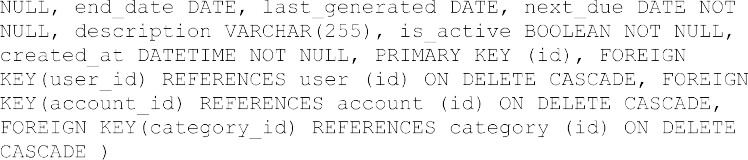 NULL, end_date DATE, last_generated DATE, next_due DATE NOT
NULL, description VARCHAR(255), is_active BOOLEAN NOT NULL,
created_at DATETIME NOT NULL, PRIMARY KEY (id), FOREIGN
KEY(user_id) REFERENCES user (id) ON DELETE CASCADE, FOREIGN
KEY(account_id) REFERENCES account (id) ON DELETE CASCADE,
FOREIGN KEY(category_id) REFERENCES category (id) ON DELETE
CASCADE )